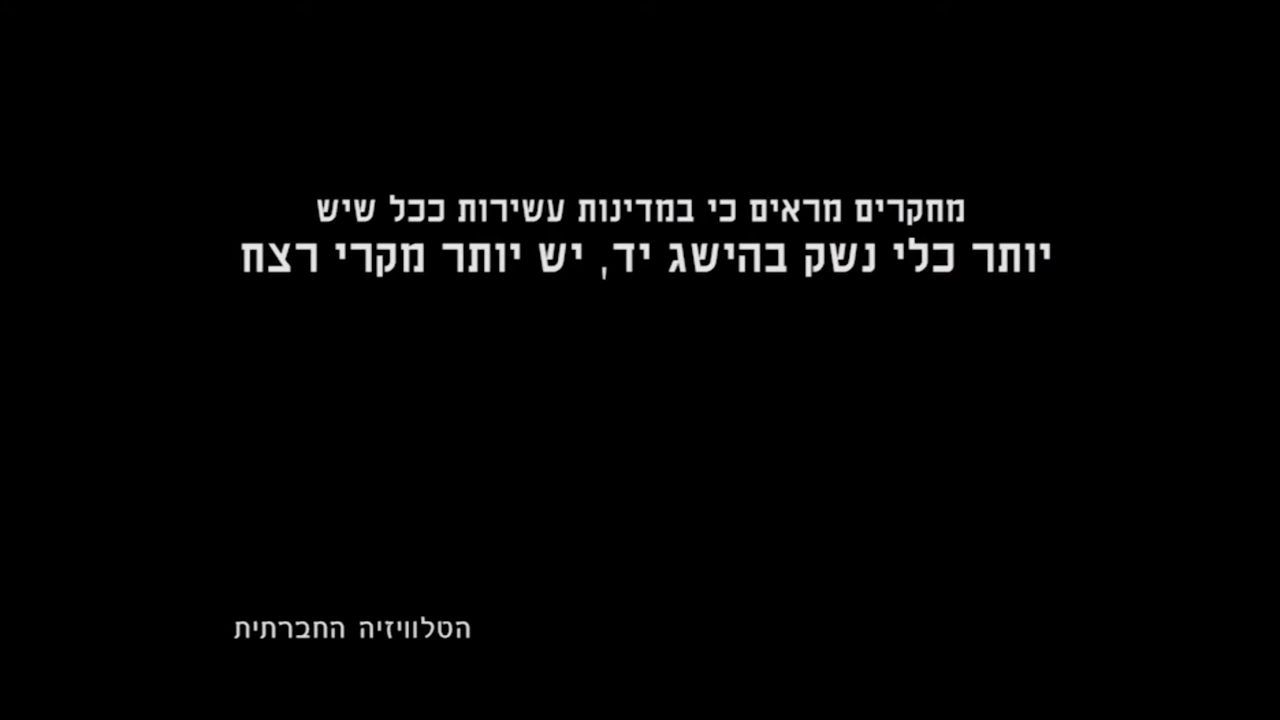 מחקרים מראים כי במדינות עשירות ככל שיש
יותר כלי נשק בהישג יד, יש יותר מקרי רצח
הטלוויזיה החברתית